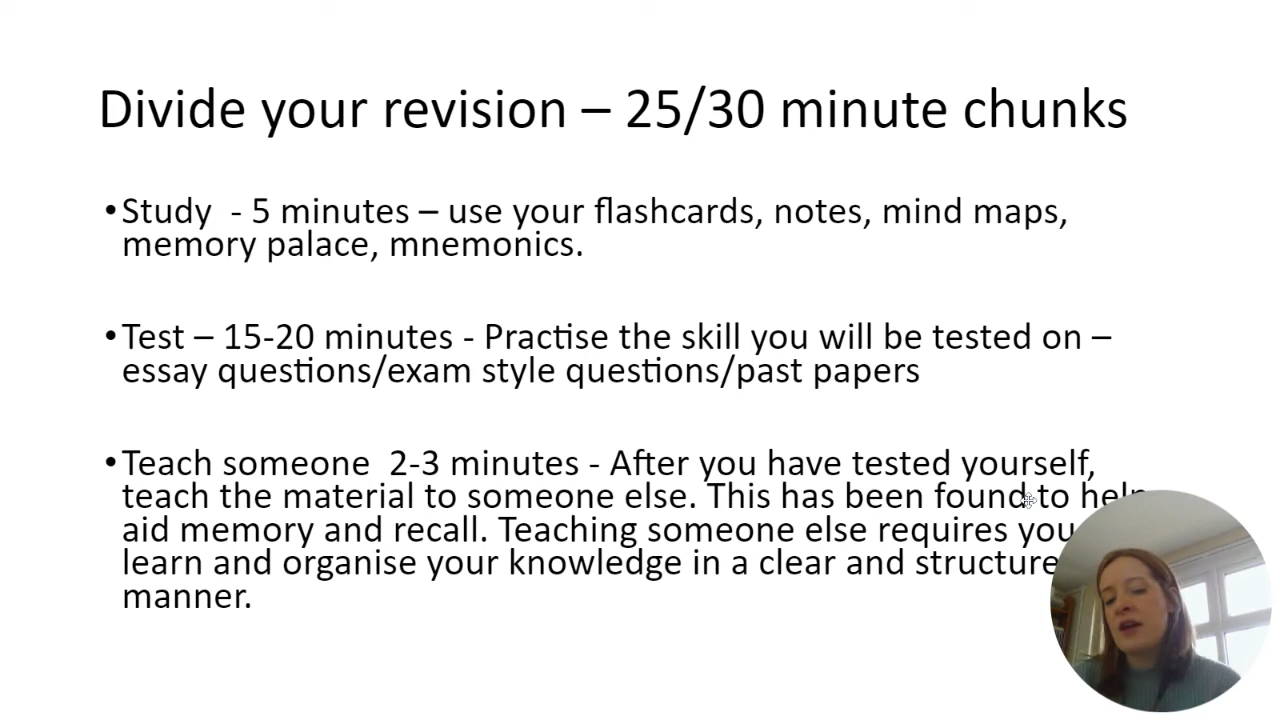 Divide your revision – 25/30 minute chunks
•Study  - 5 minutes – use your flashcards, notes, mind maps,
memory palace, mnemonics.
•Test – 15-20 minutes - Practise the skill you will be tested on –
essay questions/exam style questions/past papers
•Teach someone  2-3 minutes - After you have tested yourself,
teach the material to someone else. This has been found to help
aid memory and recall. Teaching someone else requires you
learn and organise your knowledge in a clear and structure
manner.